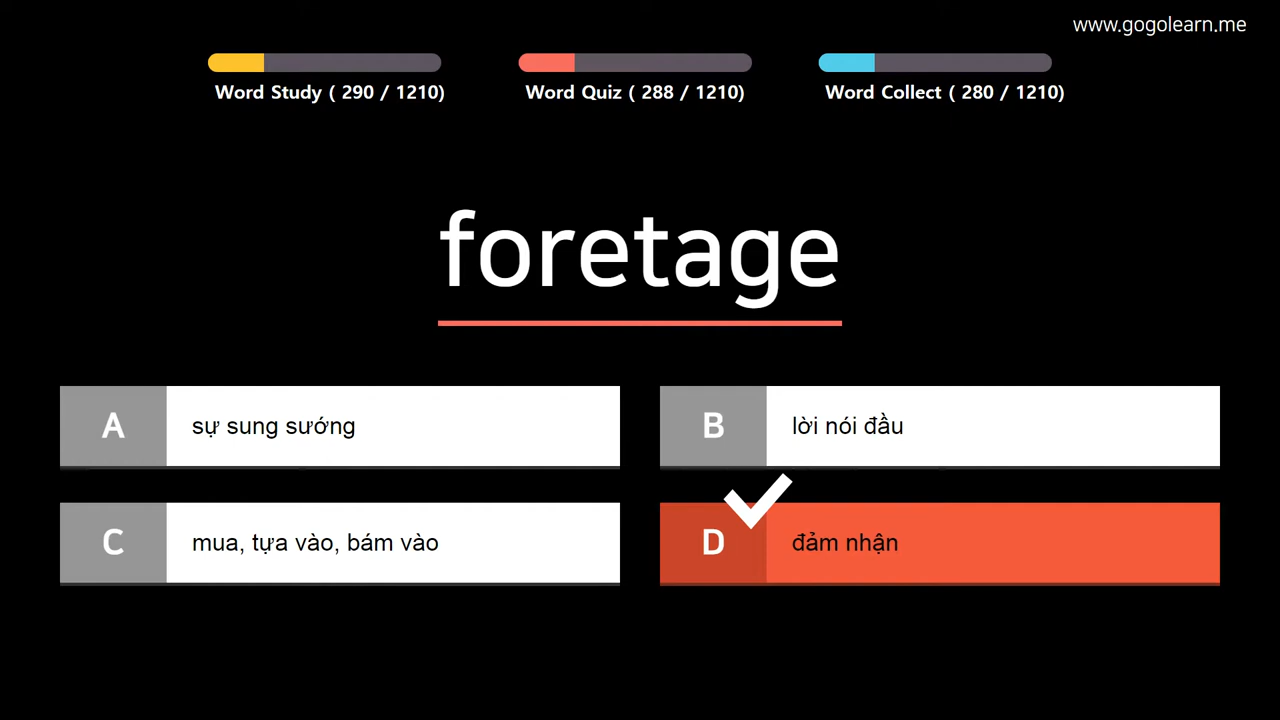 www.gogolearn.me
Word Study ( 290 / 1210)
Word Quiz ( 288 / 1210)
Word Collect ( 280 / 1210)
foretage
A
sự sung sướng
B
lời nói đầu
C
mua, tựa vào, bám vào
D
đảm nhận